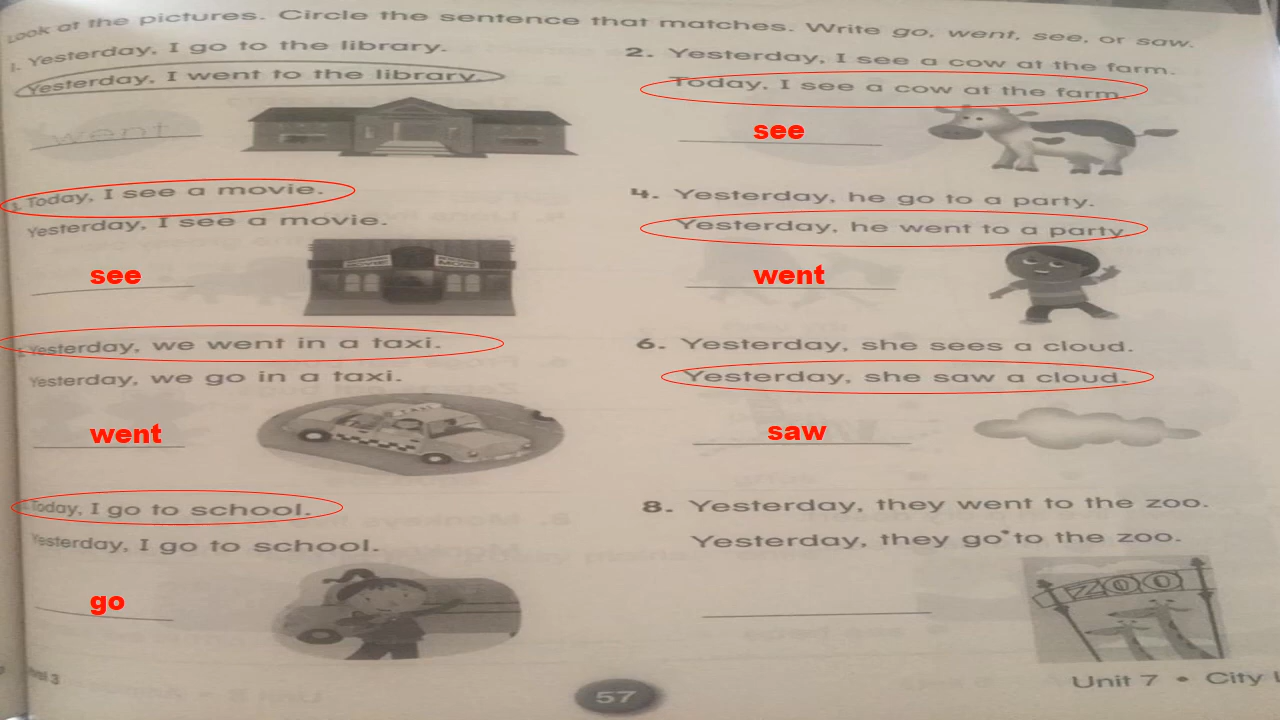 Look at the pictures. Circle the sentence that matches. Write go, went, see, or saw.
1. Yesterday, I go to the library.
Yesterday, I went to the library.
went
2. Yesterday, I see a cow at the farm.
Today, I see a cow at the farm.
see
3. Today, I see a movie.
Yesterday, I see a movie.
see
4. Yesterday, he go to a party.
Yesterday, he went to a party
went
Yesterday, we went in a taxi.
Yesterday, we go in a taxi.
TAXI
went
6. Yesterday, she sees a cloud.
Yesterday, she saw a cloud.
saw
Today, I go to school.
Yesterday, I go to school.
go
8. Yesterday, they went to the zoo.
Yesterday, they go to the zoo.
ZOO
57
Unit 7 • City